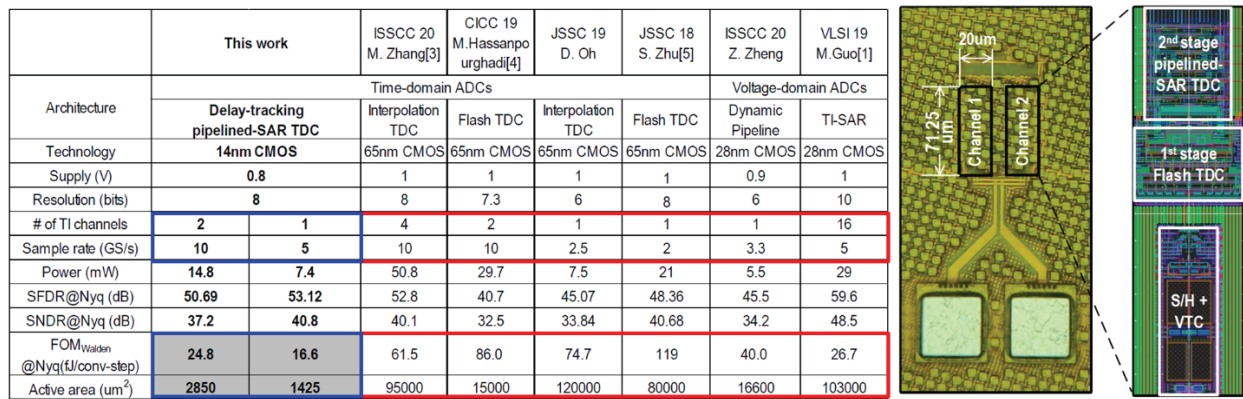 This work ISSCC 20 M. Zhang[3] CICC 19 M.Hassanpo urghadi[4] JSSC 19 D. Oh JSSC 18 S. Zhu[5] ISSCC 20 Z. Zheng VLSI 19 M.Guo[1]
Architecture Time-domain ADCs Voltage-domain ADCs
Delay-tracking pipelined-SAR TDC Interpolation TDC Flash TDC Interpolation TDC Flash TDC Dynamic Pipeline TI-SAR
Technology 14nm CMOS 65nm CMOS 65nm CMOS 65nm CMOS 65nm CMOS 28nm CMOS 28nm CMOS
Supply (V) 0.8 1 1 1 1 0.9 1
Resolution (bits) 8 8 7.3 6 8 6 10
# of TI channels 2 1 4 2 1 1 1 16
Sample rate (GS/s) 10 5 10 10 2.5 2 3.3 5
Power (mW) 14.8 7.4 50.8 29.7 7.5 21 5.5 29
SFDR@Nyq (dB) 50.69 53.12 52.8 40.7 45.07 48.36 45.5 59.6
SNDR@Nyq (dB) 37.2 40.8 40.1 32.5 33.84 40.68 34.2 48.5
FOMWalden @Nyq(fJ/conv-step) 24.8 16.6 61.5 86.0 74.7 119 40.0 26.7
Active area (um²) 2850 1425 95000 15000 120000 80000 16600 103000
20um
71.25 um
Channel 1
Channel 2
2nd stage
pipelined-
SAR TDC
1st stage
Flash TDC
S/H +
VTC